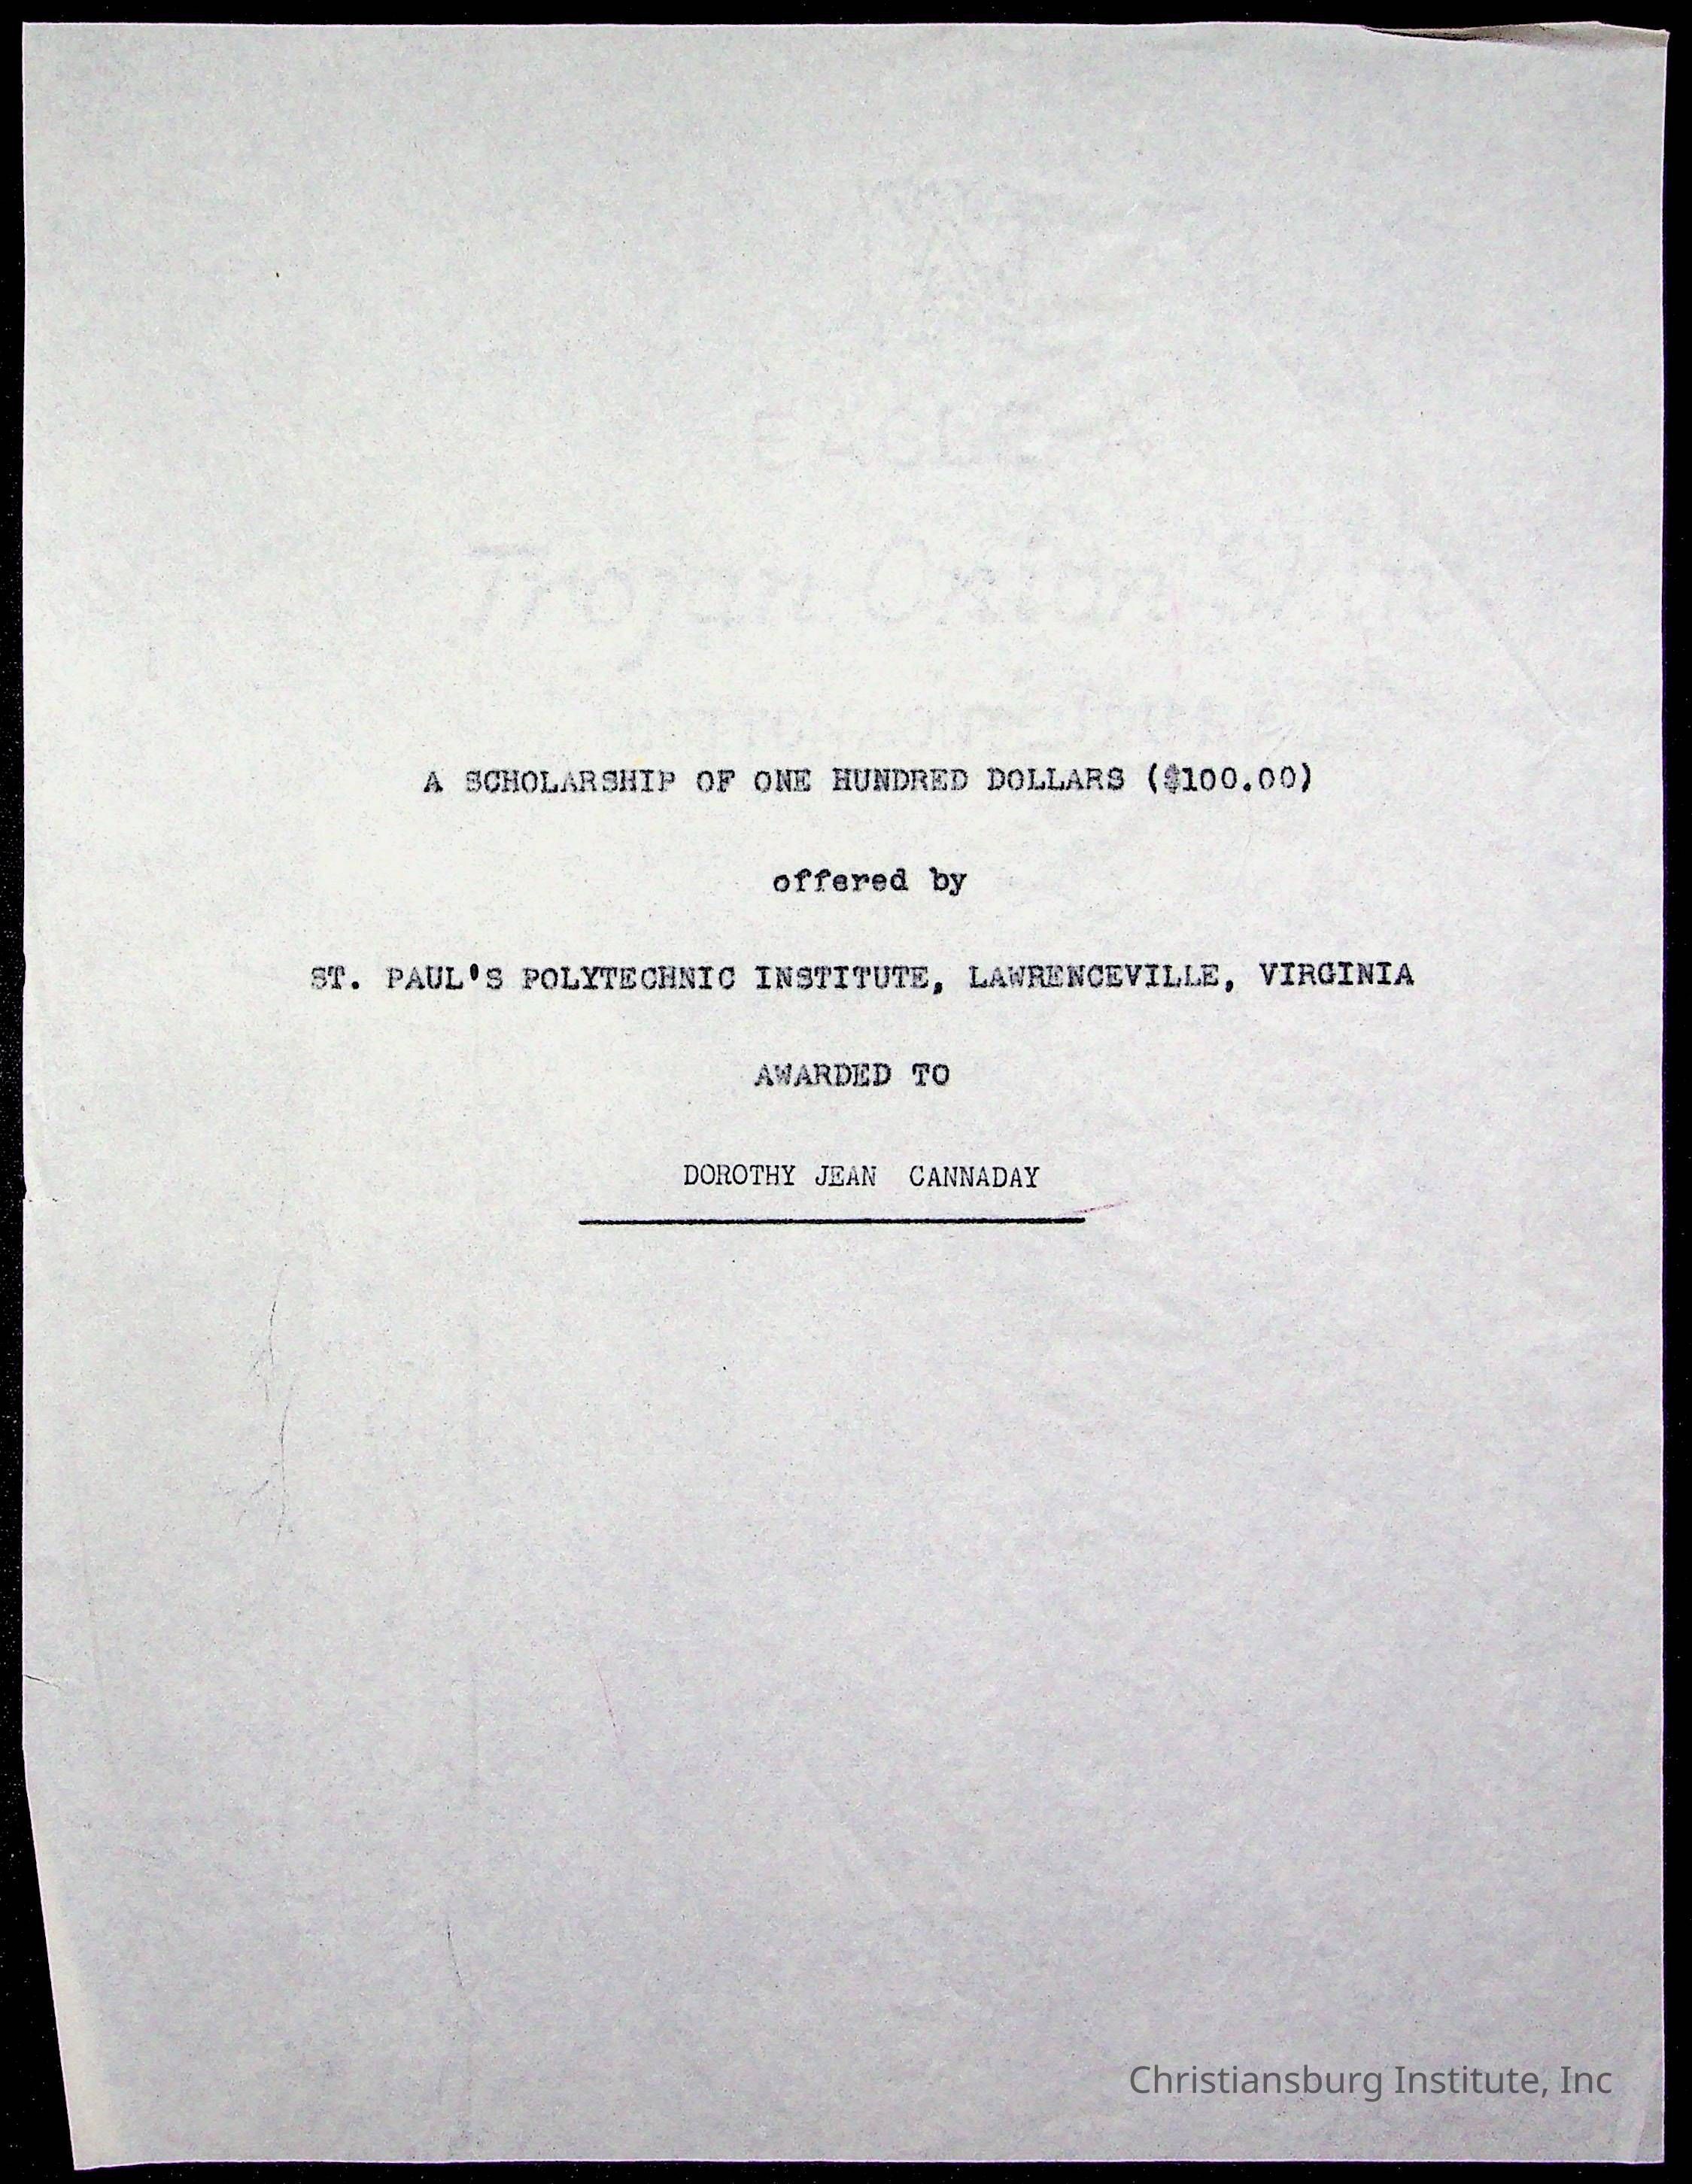 A SCHOLARSHIP OF ONE HUNDRED DOLLARS ($100.00)
offered by
ST. PAUL'S POLYTECHNIC INSTITUTE, LAWRENCEVILLE, VIRGINIA
AWARDED TO
DOROTHY JEAN CANNADAY
Christiansburg Institute, Inc